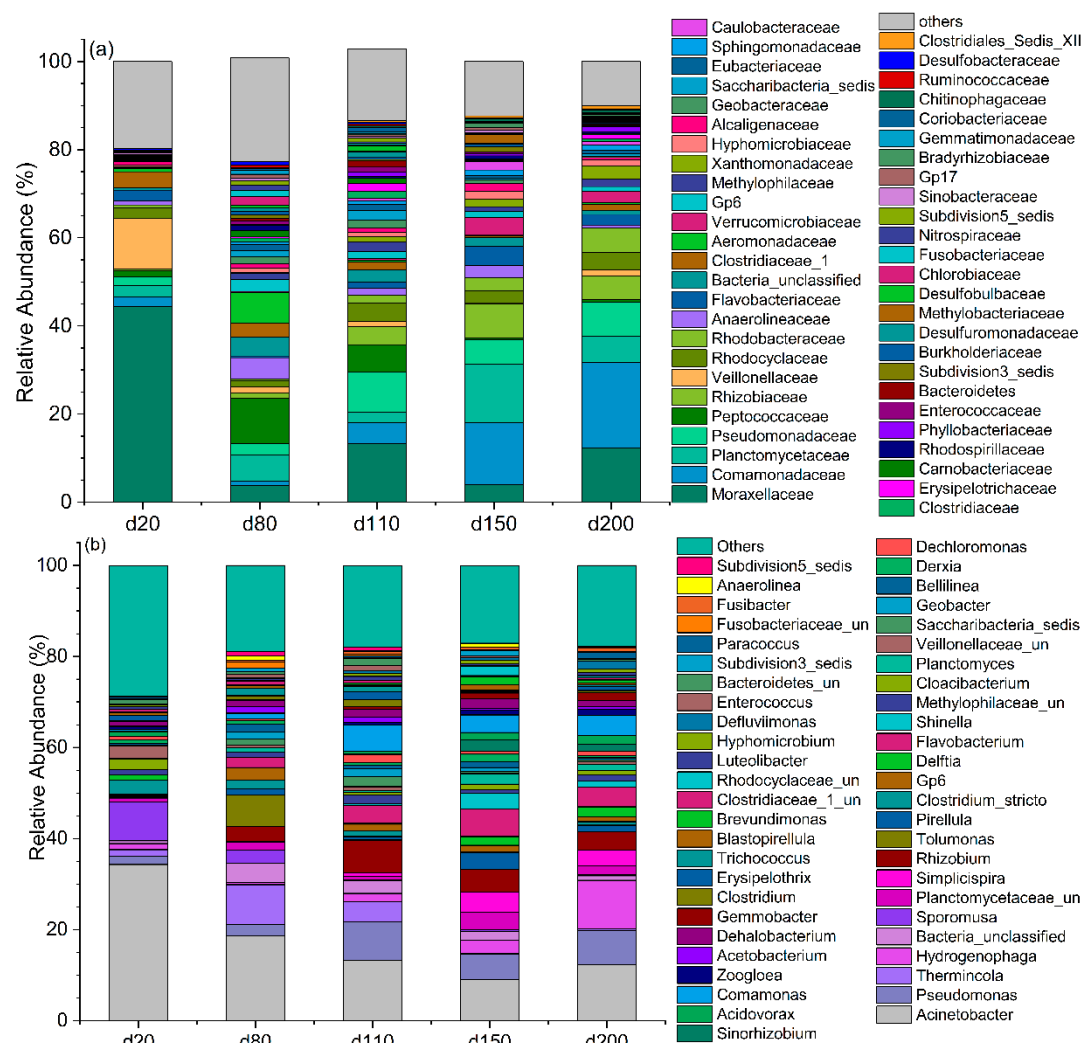 (a)
Relative Abundance (%)
100
80
60
40
20
0
d20
d80
d110
d150
d200
Caulobacteraceae
Sphingomonadaceae
Eubacteriaceae
Saccharibacteria_sedis
Geobacteraceae
Alcaligenaceae
Hyphomicrobiaceae
Xanthomonadaceae
Methylophilaceae
Gp6
Verrucomicrobiaceae
Aeromonadaceae
Clostridiaceae_1
Bacteria_unclassified
Flavobacteriaceae
Anaerolineaceae
Rhodobacteraceae
Rhodocyclaceae
Veillonellaceae
Rhizobiaceae
Peptococcaceae
Pseudomonadaceae
Planctomycetaceae
Comamonadaceae
Moraxellaceae
others
Clostridiales_Sedis_XII
Desulfobacteraceae
Ruminococcaceae
Chitinophagaceae
Coriobacteriaceae
Gemmatimonadaceae
Bradyrhizobiaceae
Gp17
Sinobacteraceae
Subdivision5_sedis
Nitrospiraceae
Fusobacteriaceae
Chlorobiaceae
Desulfobulbaceae
Methylobacteriaceae
Desulfuromonadaceae
Burkholderiaceae
Subdivision3_sedis
Bacteroidetes
Enterococcaceae
Phyllobacteriaceae
Rhodospirillaceae
Carnobacteriaceae
Erysipelotrichaceae
Clostridiaceae
(b)
Relative Abundance (%)
100
80
60
40
20
0
d20
d80
d110
d150
d200
Others
Subdivision5_sedis
Anaerolinea
Fusibacter
Fusobacteriaceae_un
Paracoccus
Subdivision3_sedis
Bacteroidetes_un
Enterococcus
Defluviimonas
Hyphomicrobium
Luteolibacter
Rhodocyclaceae_un
Clostridiaceae_1_un
Brevundimonas
Blastopirellula
Trichococcus
Erysipelothrix
Clostridium
Gemmobacter
Dehalobacterium
Acetobacterium
Zoogloea
Comamonas
Acidovorax
Sinorhizobium
Dechloromonas
Derxia
Bellilinea
Geobacter
Saccharibacteria_sedis
Veillonellaceae_un
Planctomyces
Cloacibacterium
Methylophilaceae_un
Shinella
Flavobacterium
Delftia
Gp6
Clostridium_stricto
Pirellula
Tolumonas
Rhizobium
Simplicispira
Planctomycetaceae_un
Sporomusa
Bacteria_unclassified
Hydrogenophaga
Thermincola
Pseudomonas
Acinetobacter